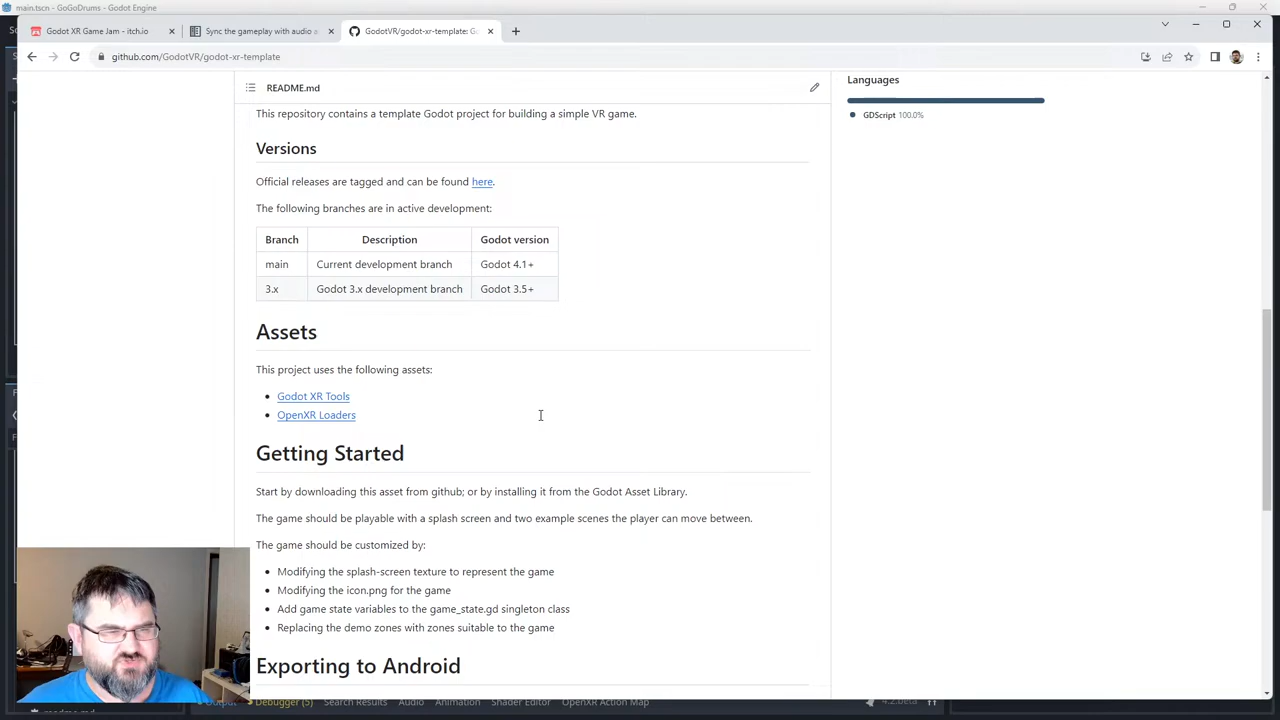 main.tscn - GoGoDrums - Godot Engine
Godot XR Game Jam - itch.io
Sync the gameplay with audio a
GodotVR/godot-xr-template: G
github.com/GodotVR/godot-xr-template
README.md
Languages
GDScript 100.0%
This repository contains a template Godot project for building a simple VR game.
Versions
Official releases are tagged and can be found here.
The following branches are in active development:
Branch Description Godot version
main Current development branch Godot 4.1+
3.x Godot 3.x development branch Godot 3.5+
Assets
This project uses the following assets:
Godot XR Tools
OpenXR Loaders
Getting Started
Start by downloading this asset from github; or by installing it from the Godot Asset Library.
The game should be playable with a splash screen and two example scenes the player can move between.
The game should be customized by:
Modifying the splash-screen texture to represent the game
Modifying the icon.png for the game
Add game state variables to the game_state.gd singleton class
Replacing the demo zones with zones suitable to the game
Exporting to Android
Output Debugger (5) Search Results Audio Animation Shader Editor OpenXR Action Map 4.2.beta